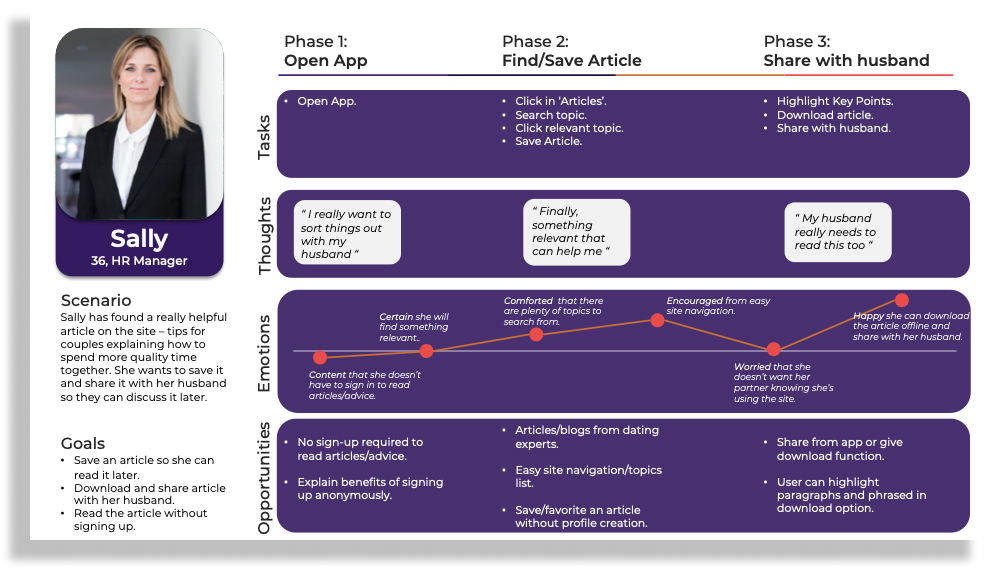 Sally
36, HR Manager
Scenario
Sally has found a really helpful
article on the site – tips for
couples explaining how to
spend more quality time
together. She wants to save it
and share it with her husband
so they can discuss it later.
Goals
• Save an article so she can
read it later.
• Download and share article
with her husband.
• Read the article without
signing up.
Phase 1:
Open App
Phase 2:
Find/Save Article
Phase 3:
Share with husband
Tasks
• Open App.
• Click in ‘Articles’.
• Search topic.
• Click relevant topic.
• Save Article.
• Highlight Key Points.
• Download article.
• Share with husband.
Thoughts
“ I really want to
sort things out
with my
husband “
“ Finally,
something
relevant that
can help me “
“ My husband
really needs to
read this too “
Emotions
Content that she doesn’t
have to sign in to read
articles/advice.
Certain she will
find something
relevant..
Comforted that there
are plenty of topics to
search from.
Encouraged from easy
site navigation.
Worried that she
doesn’t want her
partner knowing she’s
using the site.
Happy she can download
the article offline and
share with her husband.
Opportunities
• No sign-up required to
read articles/advice.
• Explain benefits of signing
up anonymously.
• Articles/blogs from dating
experts.
• Easy site navigation/topics
list.
• Save/favorite an article
without profile creation.
• Share from app or give
download function.
• User can highlight
paragraphs and phrased in
download option.